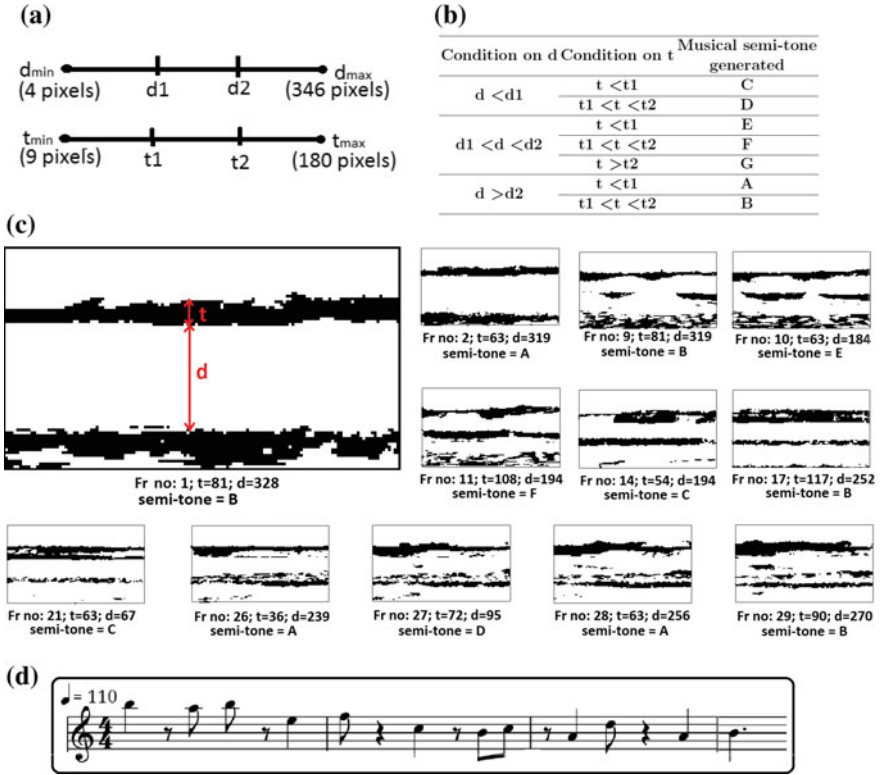 (a)
d min d1 d2 d max
(4 pixels) (346 pixels)
t min t1 t2 t max
(9 pixels) (180 pixels)
(b)
Condition on d Condition on t Musical semi-tone generated
d <d1 t <t1 C
t1 <t <t2 D
d1 <d <d2 t <t1 E
t1 <t <t2 F
t >t2 G
d >d2 t <t1 A
t1 <t <t2 B
(c)
t
d
Fr no: 1; t=81; d=328
semi-tone = B
Fr no: 2; t=63; d=319
semi-tone = A
Fr no: 9; t=81; d=319
semi-tone = B
Fr no: 10; t=63; d=184
semi-tone = E
Fr no: 11; t=108; d=194
semi-tone = F
Fr no: 14; t=54; d=194
semi-tone = C
Fr no: 17; t=117; d=252
semi-tone = B
Fr no: 21; t=63; d=67
semi-tone = C
Fr no: 26; t=36; d=239
semi-tone = A
Fr no: 27; t=72; d=95
semi-tone = D
Fr no: 28; t=63; d=256
semi-tone = A
Fr no: 29; t=90; d=270
semi-tone = B
(d)
♩ = 110
4
4